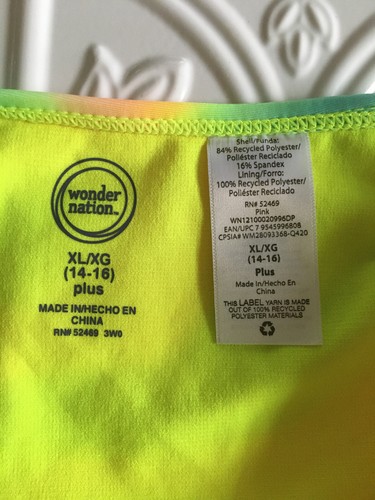 wonder
nation™
XL/XG
(14-16)
plus
MADE IN/HECHO EN
CHINA
RN# 52469 3W0
Shell/Funda:
84% Recycled Polyester/
Poliéster Reciclado
16% Spandex
Lining/Forro:
100% Recycled Polyester/
Poliéster Reciclado
RN# 52469
Pink
WN12100020996DP
EAN/UPC 7 9545996808
CPSIA# WM28093368-Q420
XL/XG
(14-16)
Plus
Made in/Hecho En
China
THIS LABEL YARN IS MADE
OUT OF 100% RECYCLED
POLYESTER MATERIALS